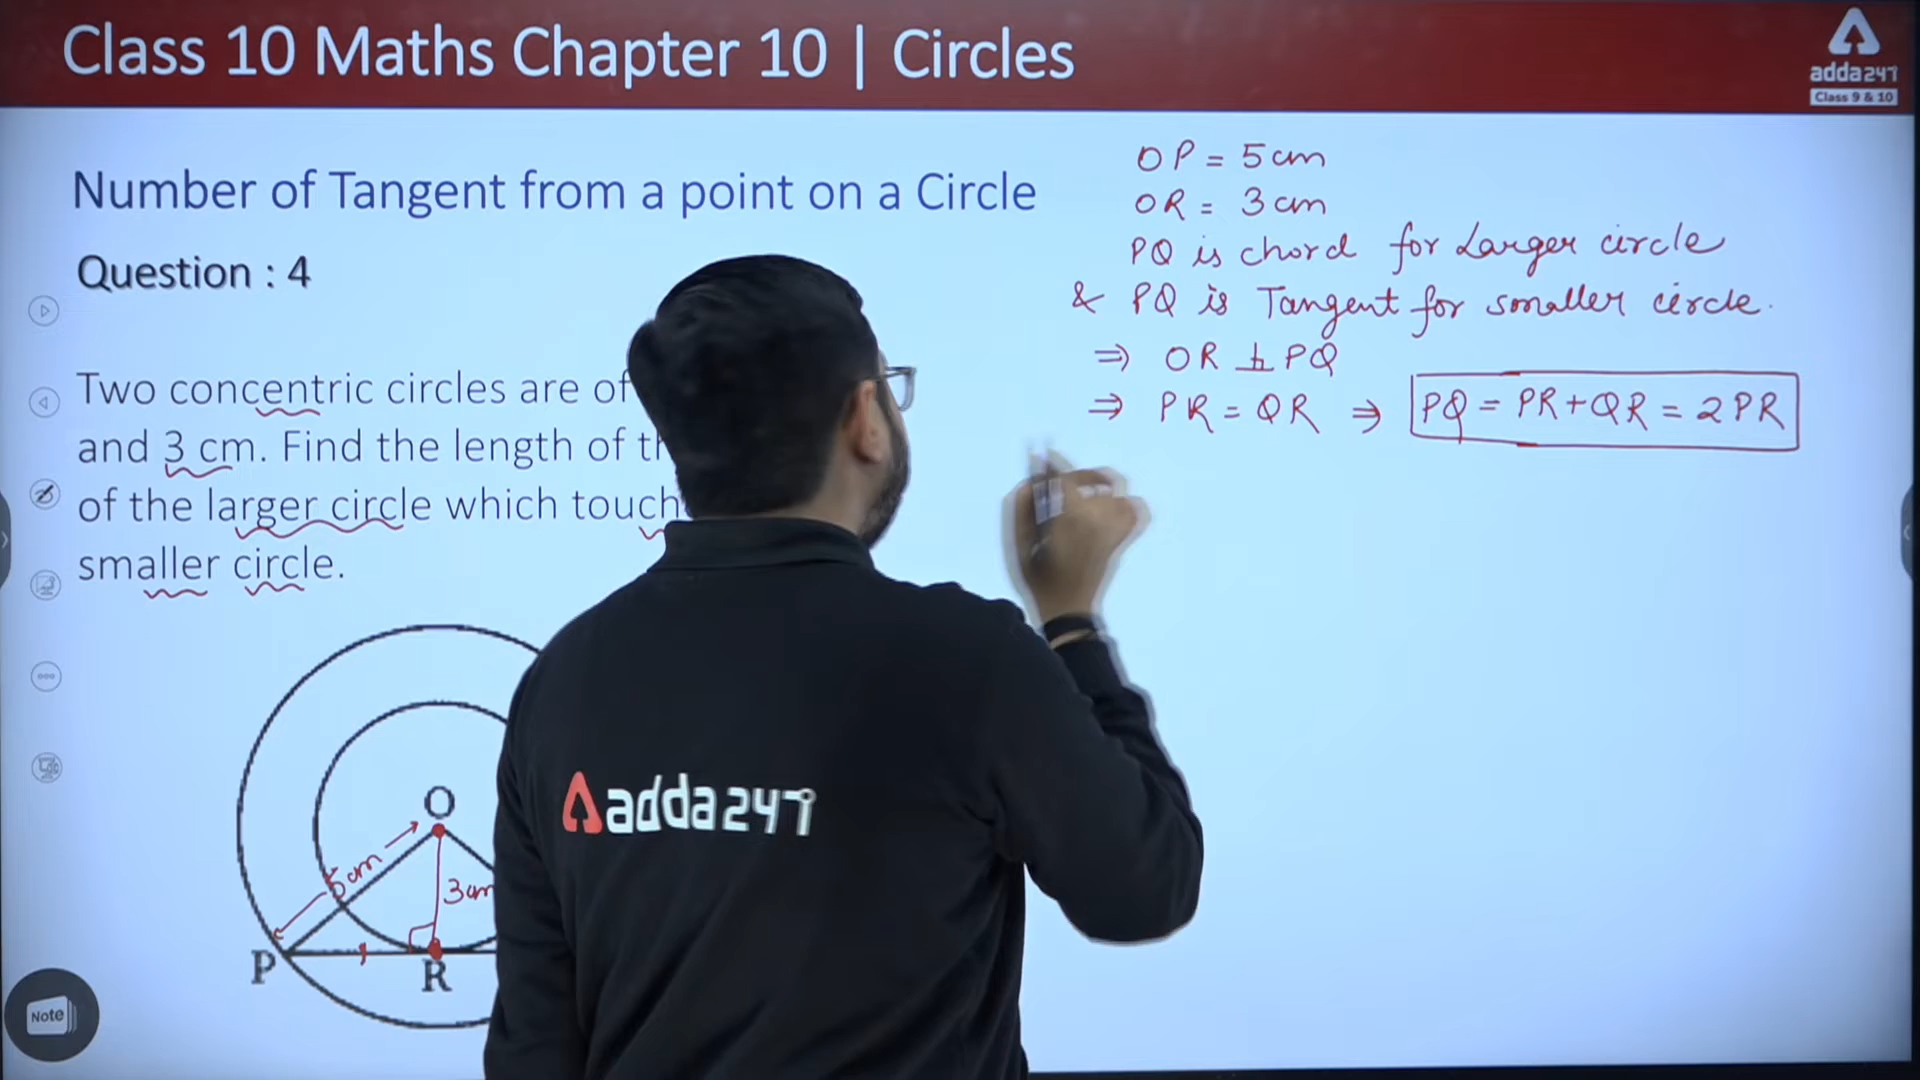 Class 10 Maths Chapter 10 | Circles
adda247
Class 9 & 10
Number of Tangent from a point on a Circle
Question : 4
Two concentric circles are of
and 3 cm. Find the length of
of the larger circle which
smaller circle.
OP = 5cm
OR = 3cm
PQ is chord for Larger circle
& PQ is Tangent for smaller circle.
⇒ OR ⊥ PQ
⇒ PR = QR ⇒ PQ = PR+QR = 2PR
O
5cm
3cm
P
R
adda247
Note